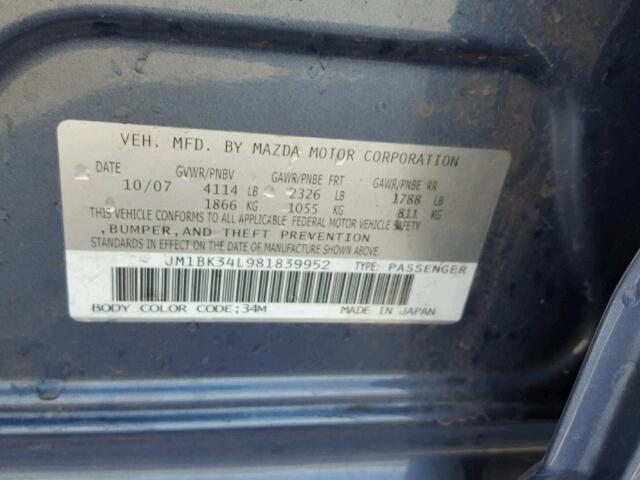 VEH. MFD. BY MAZDA MOTOR CORPORATION
DATE GVWR/PNBV GAWR/PNBE FRT GAWR/PNBE RR
10/07 4114 LB 2326 LB 1788 LB
1866 KG 1055 KG 811 KG
THIS VEHICLE CONFORMS TO ALL APPLICABLE FEDERAL MOTOR VEHICLE SAFETY
,BUMPER,AND THEFT PREVENTION
STANDARDS IN EFFECT ON THE DATE OF MANUFACTURE SHOWN ABOVE.
JM1BK34L981839952 TYPE: PASSENGER
BODY COLOR CODE;34M MADE IN JAPAN